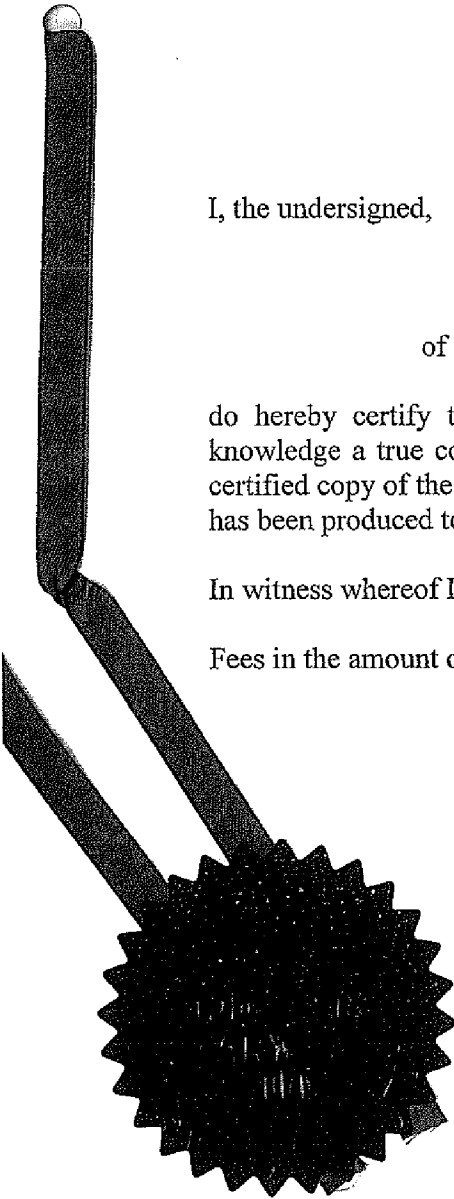 I, the undersigned,
of
do hereby certify t
knowledge a true co
certified copy of the
has been produced to
In witness whereof I
Fees in the amount o